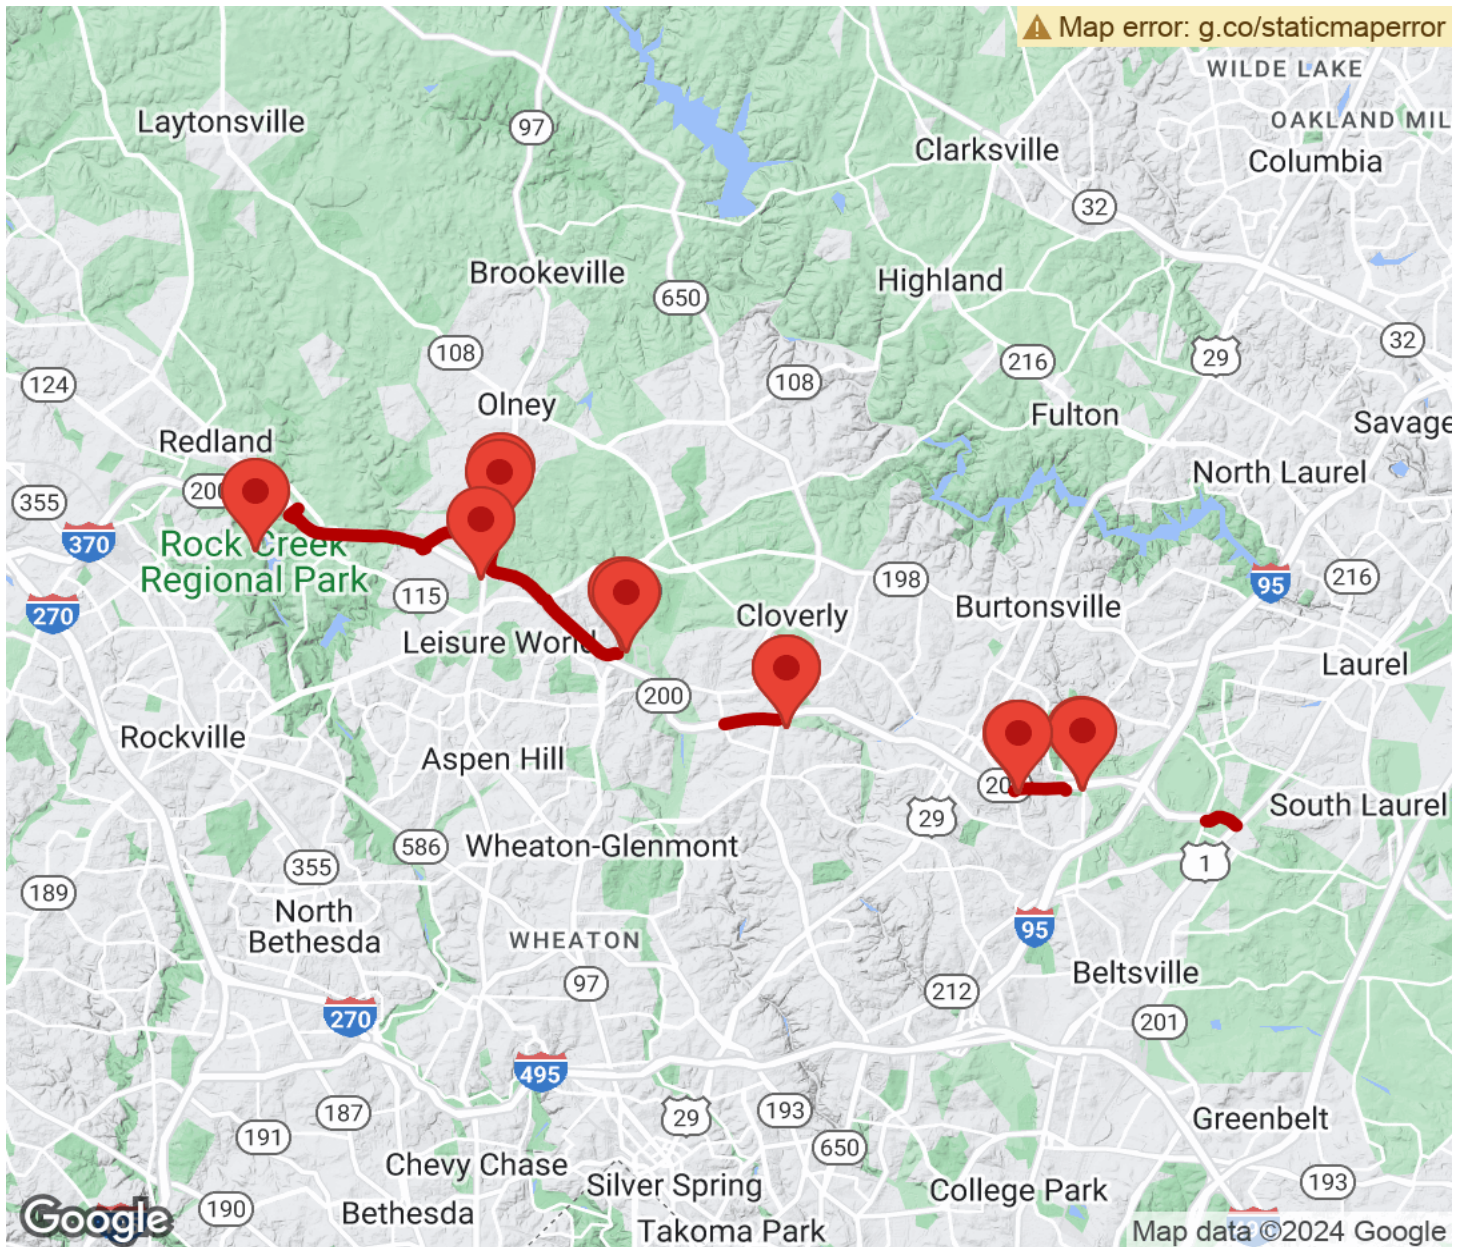 Map error: g.co/staticmaperror
WILDE LAKE
OAKLAND MIL
Laytonsville
97
Clarksville
Columbia
32
Brookeville
Highland
650
108
216
29
32
124
108
Olney
Fulton
Savage
Redland
North Laurel
200
355
370
Rock Creek
Regional Park
198
95
216
115
270
Cloverly
Burtonsville
Leisure World
Laurel
200
Rockville
Aspen Hill
20
29
South Laurel
586
Wheaton-Glenmont
355
1
189
North
Bethesda
WHEATON
95
97
Beltsville
212
270
201
495
187
29
193
Greenbelt
191
650
Chevy Chase
Silver Spring
College Park
193
190
Bethesda
Google
Takoma Park
Map data ©2024 Google